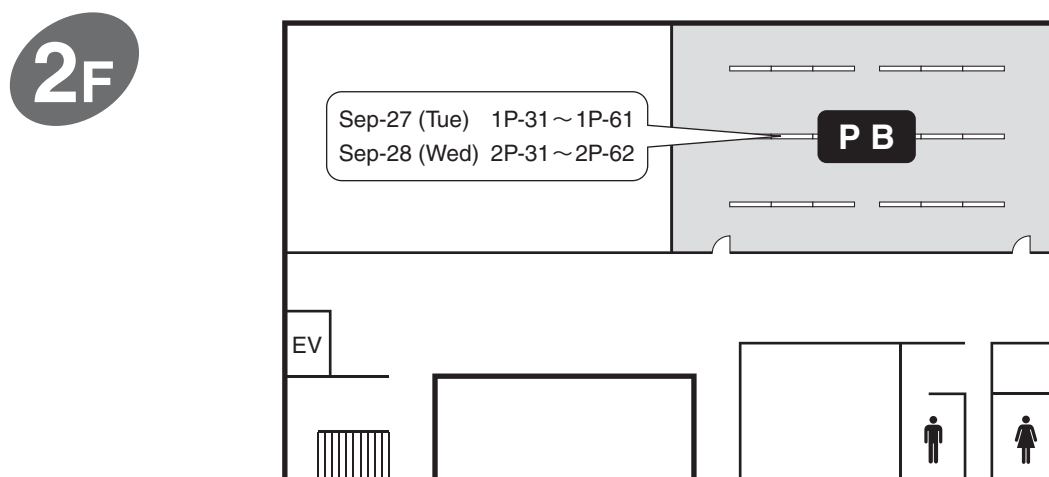 2F
Sep-27 (Tue) 1P-31～1P-61
Sep-28 (Wed) 2P-31～2P-62
P B
EV